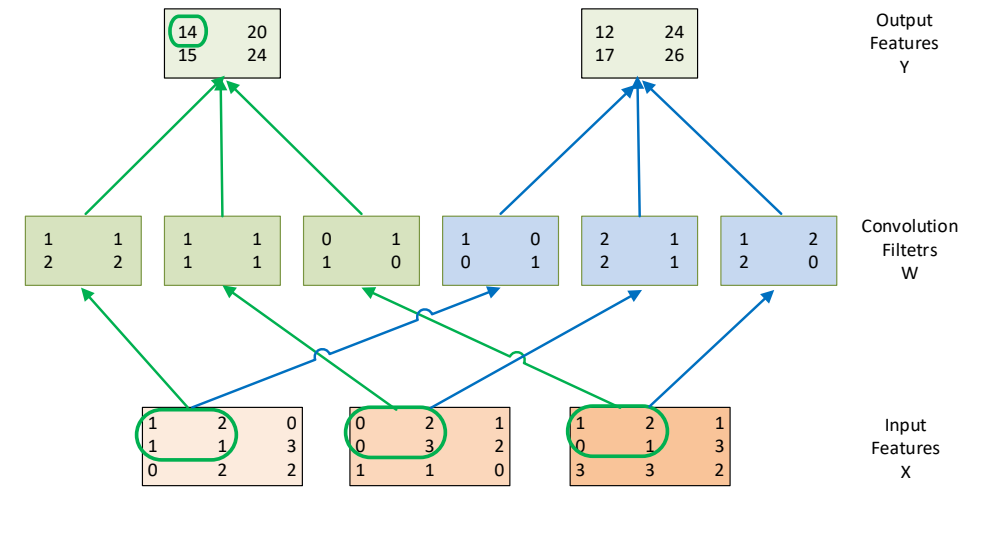 14 20
15 24
12 24
17 26
Output
Features
Y
1 1
2 2
1 1
1 1
0 1
1 0
1 0
0 1
2 1
2 1
1 2
2 0
Convolution
Filtetrs
W
1 2 0
1 1 3
0 2 2
0 2 1
0 3 2
1 1 0
1 2 1
0 1 3
3 3 2
Input
Features
X